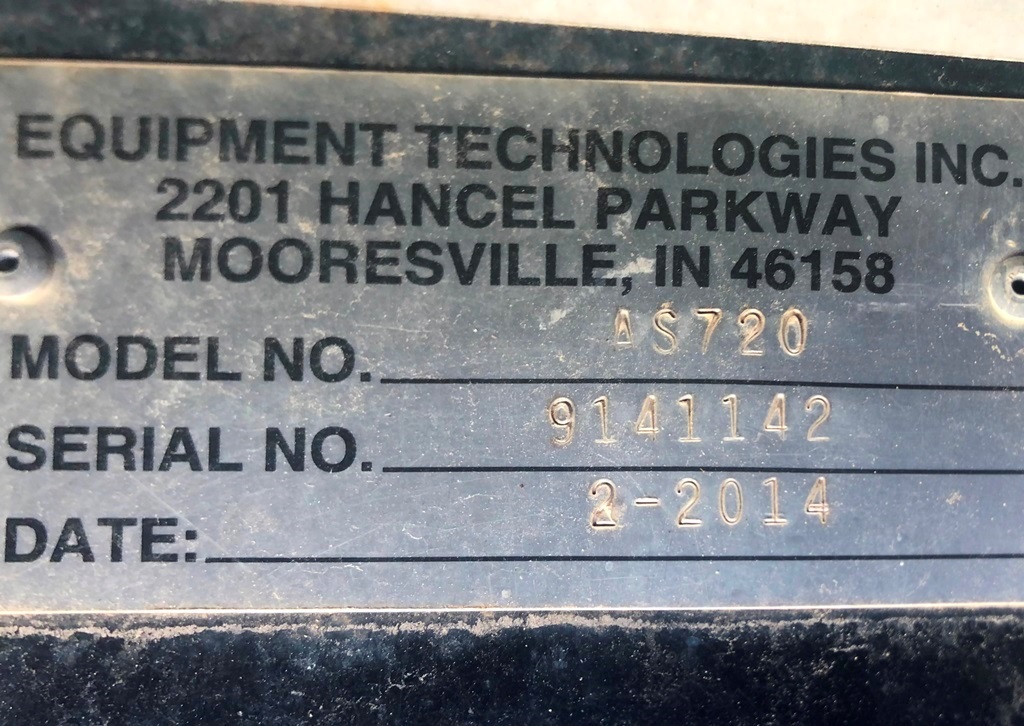 EQUIPMENT TECHNOLOGIES INC.
2201 HANCEL PARKWAY
MOORESVILLE, IN 46158
MODEL NO. AS720
SERIAL NO. 9141142
DATE: 2-2014